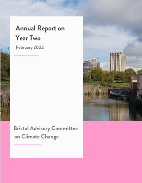 Annual Report on
Year Two
February 2022
Bristol Advisory Committee
on Climate Change